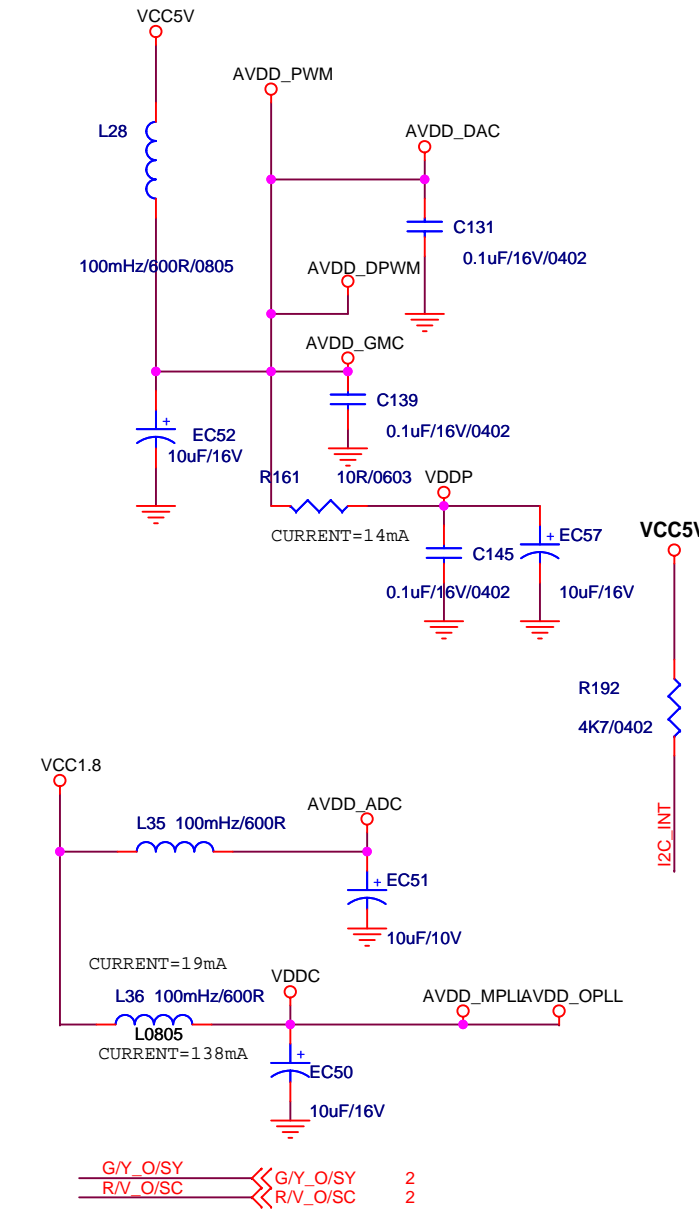 VCC5V
AVDD_PWM
L28
AVDD_DAC
C131
0.1uF/16V/0402
100mHz/600R/0805
AVDD_DPWM
AVDD_GMC
C139
0.1uF/16V/0402
+
EC52
10uF/16V
R161
10R/0603
VDDP
CURRENT=14mA
C145
0.1uF/16V/0402
+
EC57
10uF/16V
VCC5V
R192
4K7/0402
I2C_INT
VCC1.8
L35 100mHz/600R
AVDD_ADC
+
EC51
10uF/10V
CURRENT=19mA
L36 100mHz/600R
L0805
CURRENT=138mA
VDDC
AVDD_MPLL
AVDD_OPLL
+
EC50
10uF/16V
G/Y_O/SY
G/Y_O/SY 2
R/V_O/SC
R/V_O/SC 2